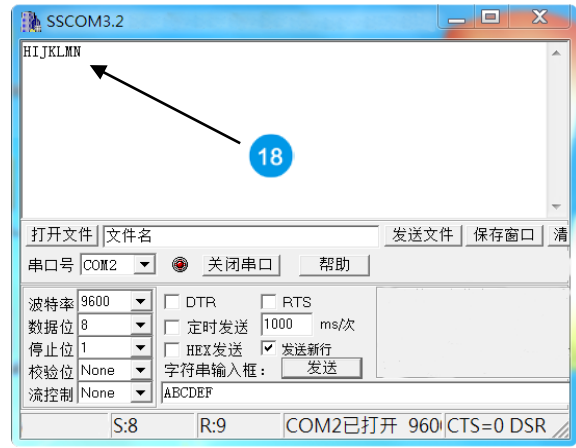 SSCOM3.2
HIJKLMN
18
打开文件 文件名 发送文件 保存窗口 清
串口号 COM2 关闭串口 帮助
波特率 9600 DTR RTS
数据位 8 定时发送 1000 ms/次
停止位 1 HEX发送 发送新行
校验位 None 字符串输入框： 发送
流控制 None ABCDEF
S:8 R:9 COM2已打开 960 CTS=0 DSR